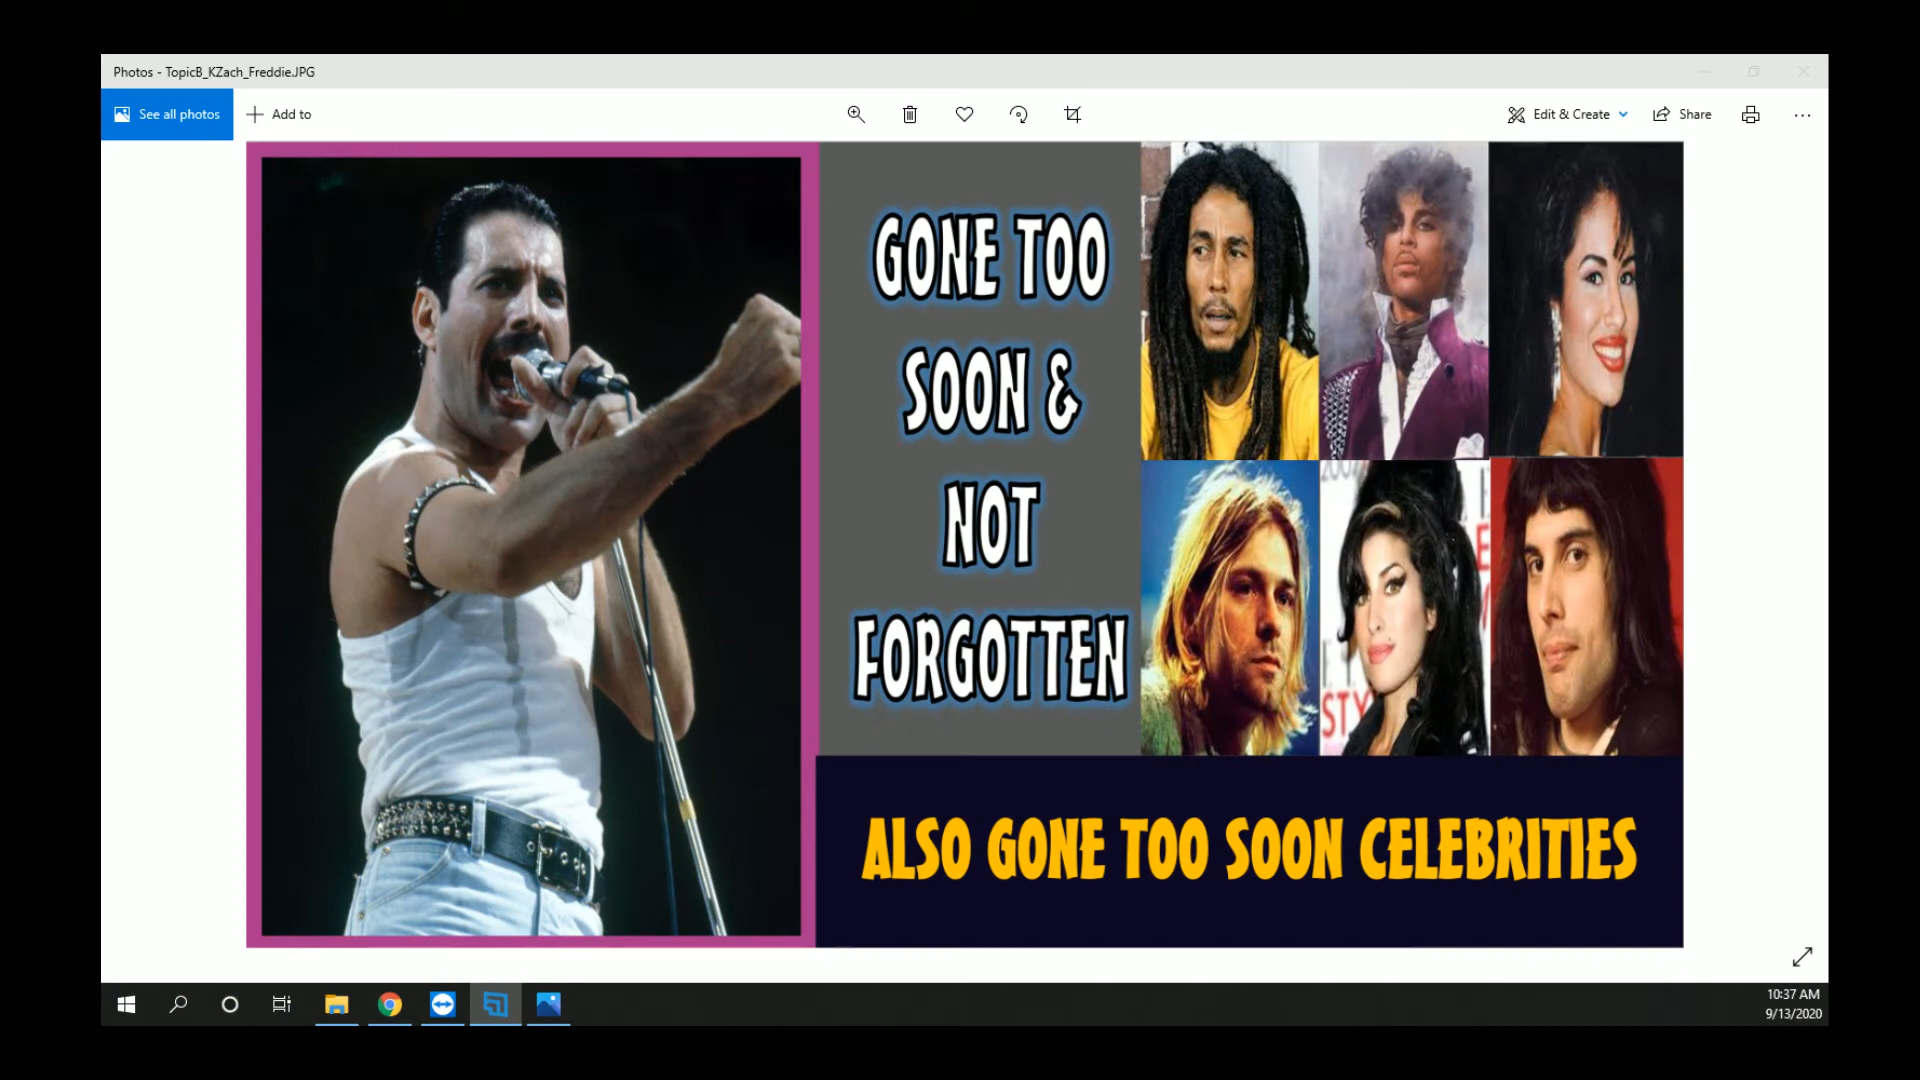 Photos - TopicB_KZach_Freddie.JPG
See all photos
Add to
Edit & Create
Share
GONE TOO
SOON &
NOT
FORGOTTEN
STY
ALSO GONE TOO SOON CELEBRITIES
10:37 AM
9/13/2020